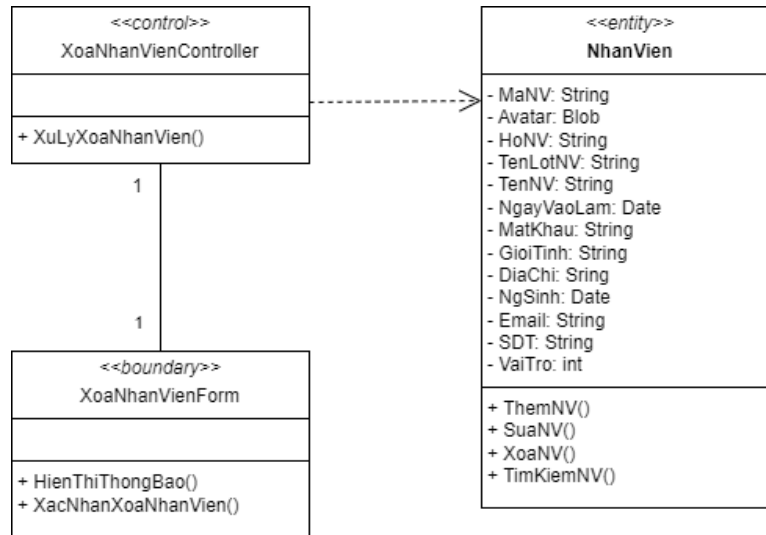 <<control>>
XoaNhanVienController
+ XuLyXoaNhanVien()
1
1
<<boundary>>
XoaNhanVienForm
+ HienThiThongBao()
+ XacNhanXoaNhanVien()
<<entity>>
NhanVien
- MaNV: String
- Avatar: Blob
- HoNV: String
- TenLotNV: String
- TenNV: String
- NgayVaoLam: Date
- MatKhau: String
- GioiTinh: String
- DiaChi: Sring
- NgSinh: Date
- Email: String
- SDT: String
- VaiTro: int
+ ThemNV()
+ SuaNV()
+ XoaNV()
+ TimKiemNV()